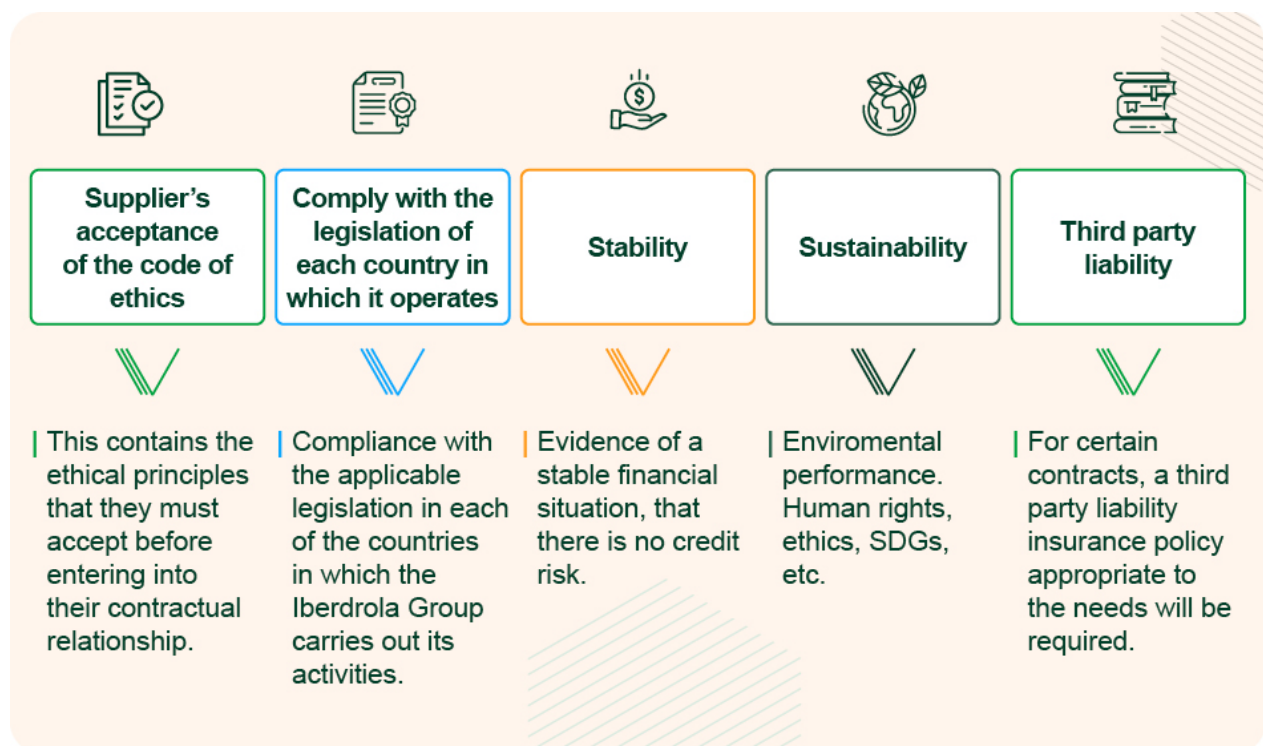 Supplier's
acceptance
of the code of
ethics
Comply with the
legislation of
each country in
which it operates
Stability
Sustainability
Third party
liability
This contains the
ethical principles
that they must
accept before
entering into
their contractual
relationship.
Compliance with
the applicable
legislation in each
of the countries
in which the
Iberdrola Group
carries out its
activities.
Evidence of a
stable financial
situation, that
there is no credit
risk.
Enviromental
performance.
Human rights,
ethics, SDGs,
etc.
For certain
contracts, a third
party liability
insurance policy
appropriate to
the needs will be
required.